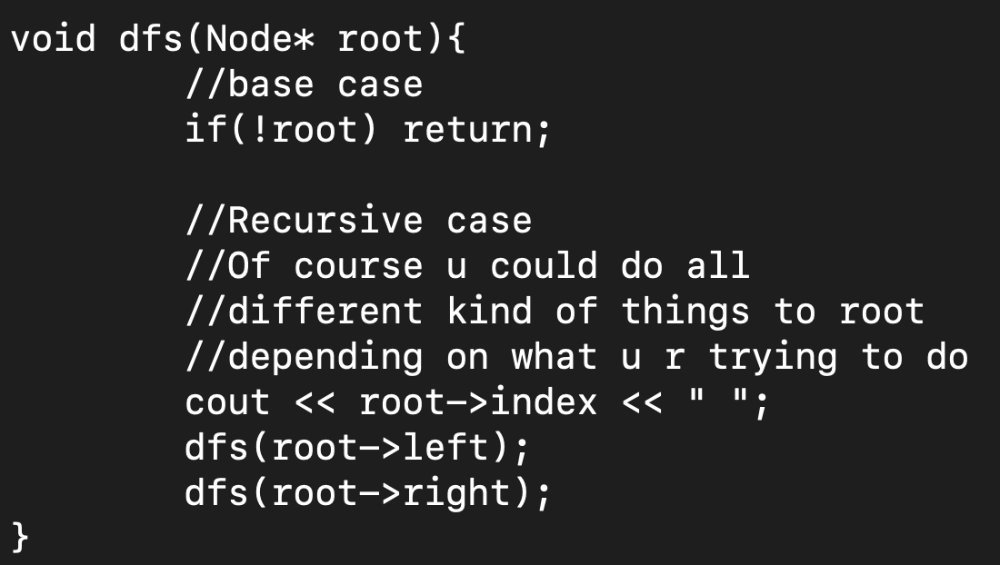 void dfs(Node* root){
//base case
if(!root) return;
//Recursive case
//Of course u could do all
//different kind of things to root
//depending on what u r trying to do
cout << root->index << " ";
dfs(root->left);
dfs(root->right);
}